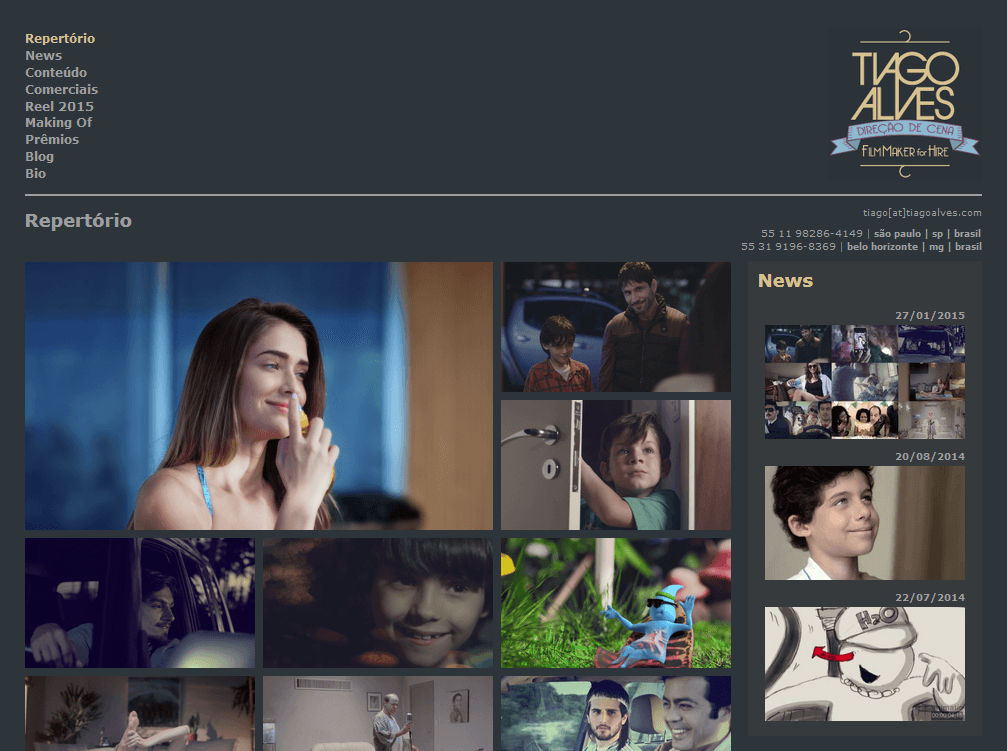 Repertório
News
Conteúdo
Comerciais
Reel 2015
Making Of
Prêmios
Blog
Bio
TIAGO
ALVES
DIREÇÃO DE CENA
FILMMAKER for HIRE
Repertório
tiago[at]tiagoalves.com
55 11 98286-4149 | são paulo | sp | brasil
55 31 9196-8369 | belo horizonte | mg | brasil
News
27/01/2015
20/08/2014
22/07/2014
H2O